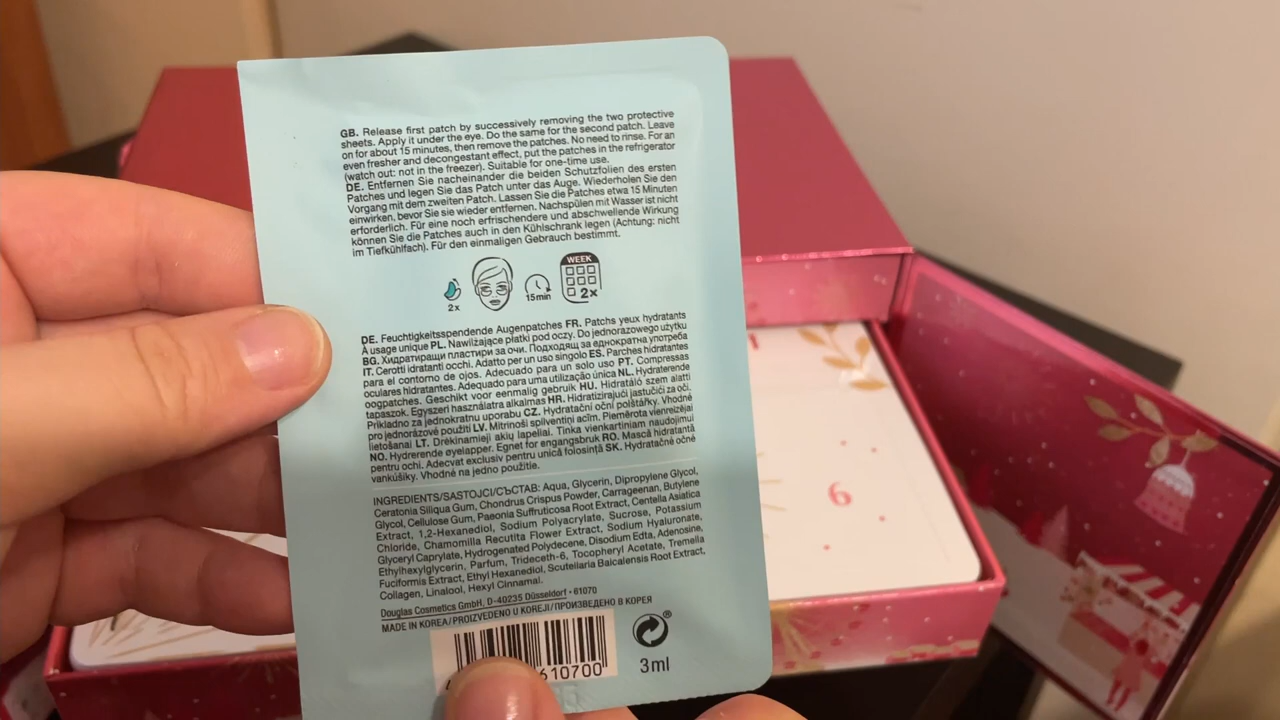 GB. Release first patch by successively removing the two protective
sheets. Apply it under the eye. Do the same for the second patch. Leave
on for about 15 minutes, then remove the patches. No need to rinse. For an
even fresher and decongestant effect, put the patches in the refrigerator
(watch out: not in the freezer). Suitable for one-time use.
DE. Entfernen Sie nacheinander die beiden Schutzfolien des ersten
Patches und legen Sie das Patch unter das Auge. Wiederholen Sie den
Vorgang mit dem zweiten Patch. Lassen Sie die Patches etwa 15 Minuten
einwirken, bevor Sie sie wieder entfernen. Nachspülen mit Wasser ist nicht
erforderlich. Für eine noch erfrischendere und abschwellende Wirkung
können Sie die Patches auch in den Kühlschrank legen (Achtung: nicht
im Tiefkühlfach). Für den einmaligen Gebrauch bestimmt.
WEEK
2x
15min
2x
DE. Feuchtigkeitsspendende Augenpatches FR. Patchs yeux hydratants
À usage unique PL. Nawilżające płatki pod oczy. Do jednorazowego użytku
BG. Хидратиращи пластири за очи. Подходящ за еднократна употреба
IT. Cerotti idratanti occhi. Adatto per un uso singolo ES. Parches hidratantes
para el contorno de ojos. Adecuado para un solo uso PT. Compressas
oculares hidratantes. Adequado para uma utilização única NL. Hydraterende
oogpatches. Geschikt voor eenmalig gebruik HU. Hidratáló szem alatti
tapaszok. Egyszeri használatra alkalmas HR. Hidratizirajući jastučići za oči.
Prikladno za jednokratnu uporabu CZ. Hydratační oční polštářky. Vhodné
pro jednorázové použití LV. Mitrinoši spilventiņi acīm. Piemērota vienreizējai
lietošanai LT. Drėkinamieji akių lapeliai. Tinka vienkartiniam naudojimui
NO. Hydrerende øyelapper. Egnet for engangsbruk RO. Mască hidratantă
pentru ochi. Adecvat exclusiv pentru unică folosință SK. Hydratačné očné
vankúšiky. Vhodné na jedno použitie.
INGREDIENTS/SASTOJCI/СЪСТАВ: Aqua, Glycerin, Dipropylene Glycol,
Ceratonia Siliqua Gum, Chondrus Crispus Powder, Carrageenan, Butylene
Glycol, Cellulose Gum, Paeonia Suffruticosa Root Extract, Centella Asiatica
Extract, 1,2-Hexanediol, Sodium Polyacrylate, Sucrose, Potassium
Chloride, Chamomilla Recutita Flower Extract, Sodium Hyaluronate,
Glyceryl Caprylate, Hydrogenated Polydecene, Disodium Edta, Adenosine,
Ethylhexylglycerin, Parfum, Trideceth-6, Tocopheryl Acetate, Tremella
Fuciformis Extract, Ethyl Hexanediol, Scutellaria Baicalensis Root Extract,
Collagen, Linalool, Hexyl Cinnamal.
Douglas Cosmetics GmbH, D-40235 Düsseldorf • 61070
MADE IN KOREA/PROIZVEDENO U KOREJI/ПРОИЗВЕДЕНО В КОРЕЯ
610700
3ml
6